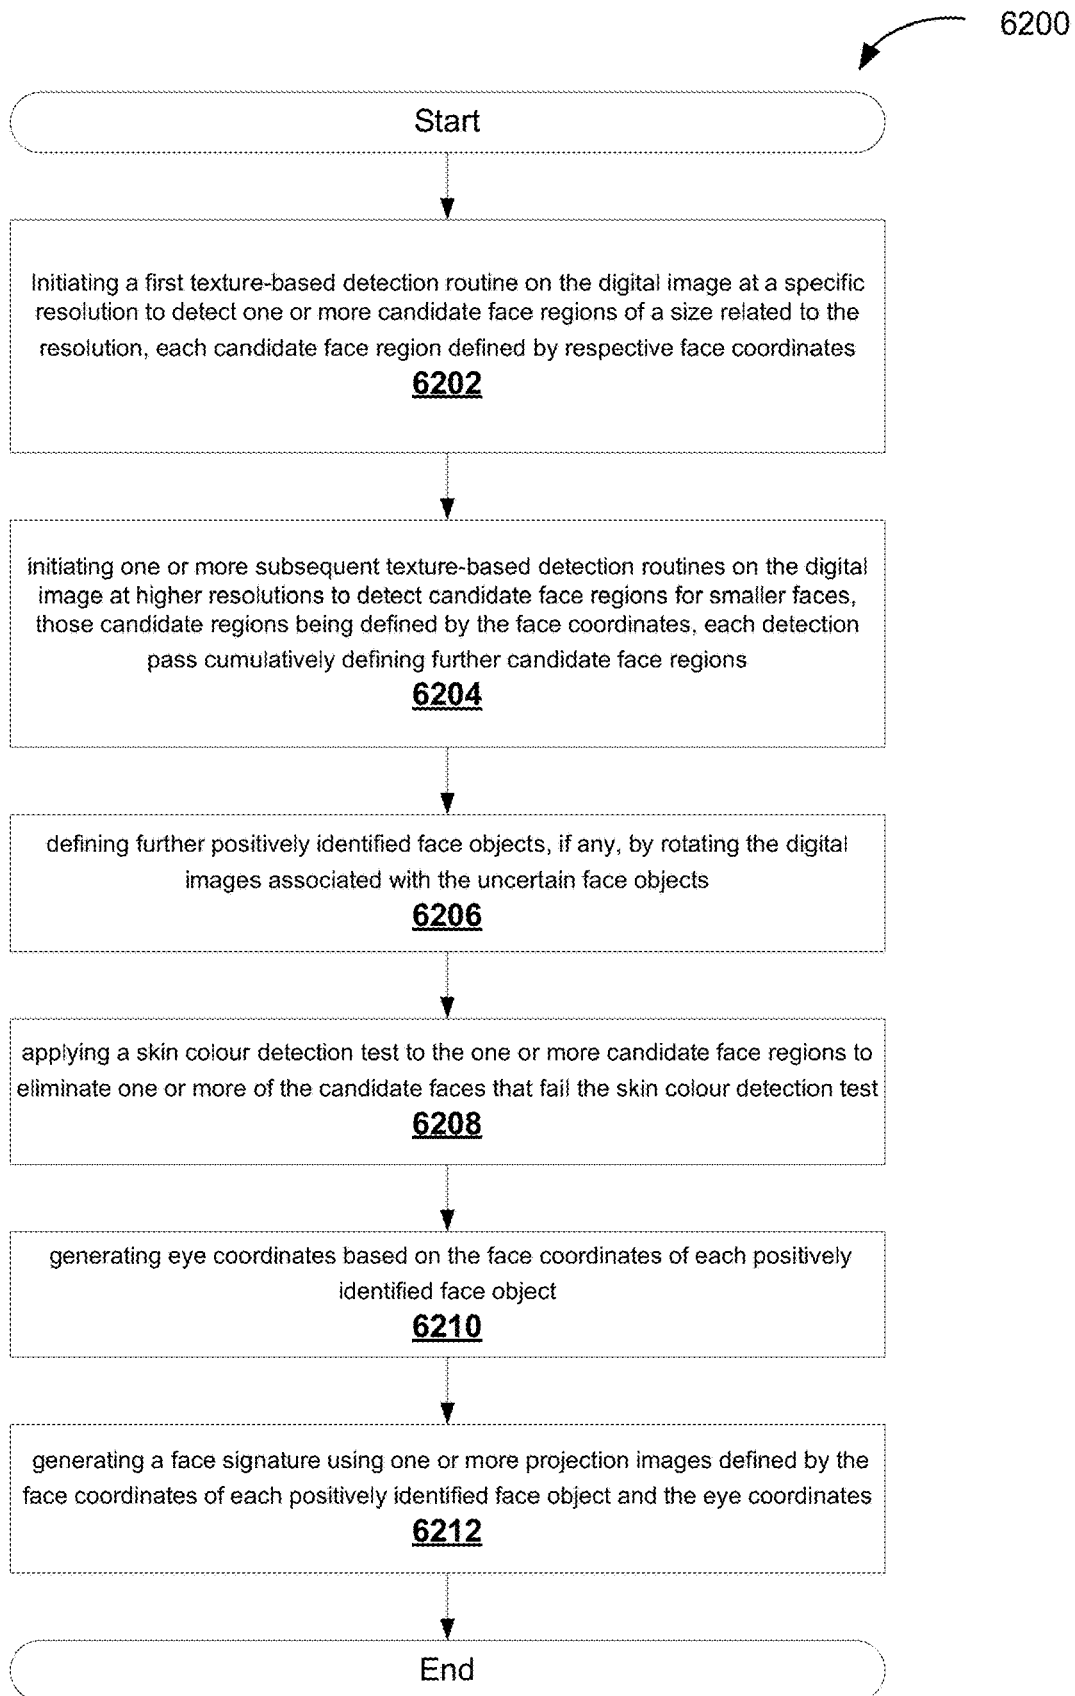 6200
Start
Initiating a first texture-based detection routine on the digital image at a specific
resolution to detect one or more candidate face regions of a size related to the
resolution, each candidate face region defined by respective face coordinates
6202
initiating one or more subsequent texture-based detection routines on the digital
image at higher resolutions to detect candidate face regions for smaller faces,
those candidate regions being defined by the face coordinates, each detection
pass cumulatively defining further candidate face regions
6204
defining further positively identified face objects, if any, by rotating the digital
images associated with the uncertain face objects
6206
applying a skin colour detection test to the one or more candidate face regions to
eliminate one or more of the candidate faces that fail the skin colour detection test
6208
generating eye coordinates based on the face coordinates of each positively
identified face object
6210
generating a face signature using one or more projection images defined by the
face coordinates of each positively identified face object and the eye coordinates
6212
End